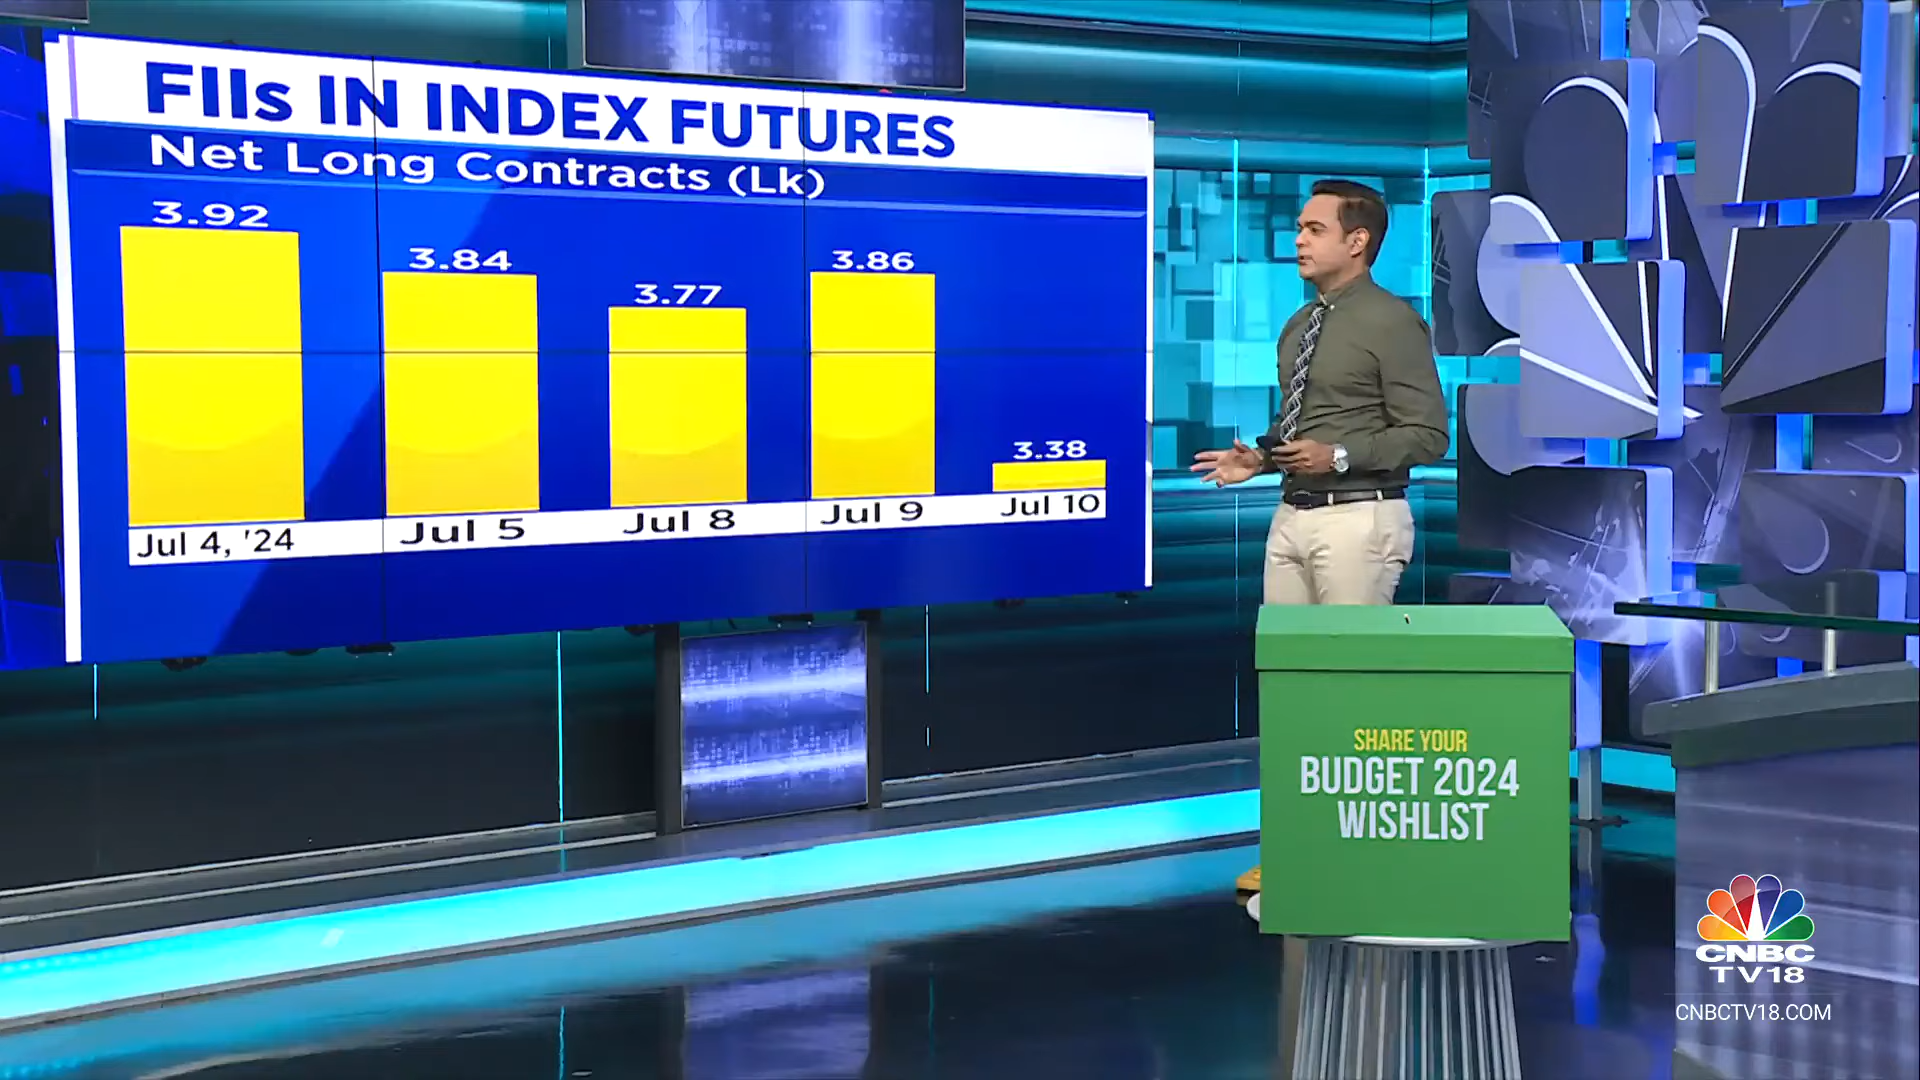 FIIs IN INDEX FUTURES
Net Long Contracts (Lk)
3.92
3.84
3.77
3.86
3.38
Jul 4, '24
Jul 5
Jul 8
Jul 9
Jul 10
SHARE YOUR
BUDGET 2024
WISHLIST
CNBC
TV18
CNBCTV18.COM